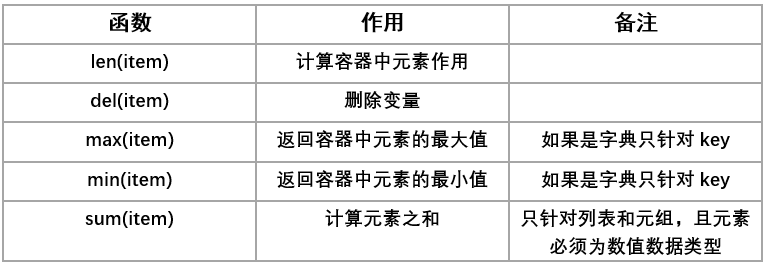 函数 作用 备注
len(item) 计算容器中元素作用
del(item) 删除变量
max(item) 返回容器中元素的最大值 如果是字典只针对 key
min(item) 返回容器中元素的最小值 如果是字典只针对 key
sum(item) 计算元素之和 只针对列表和元组，且元素
必须为数值数据类型